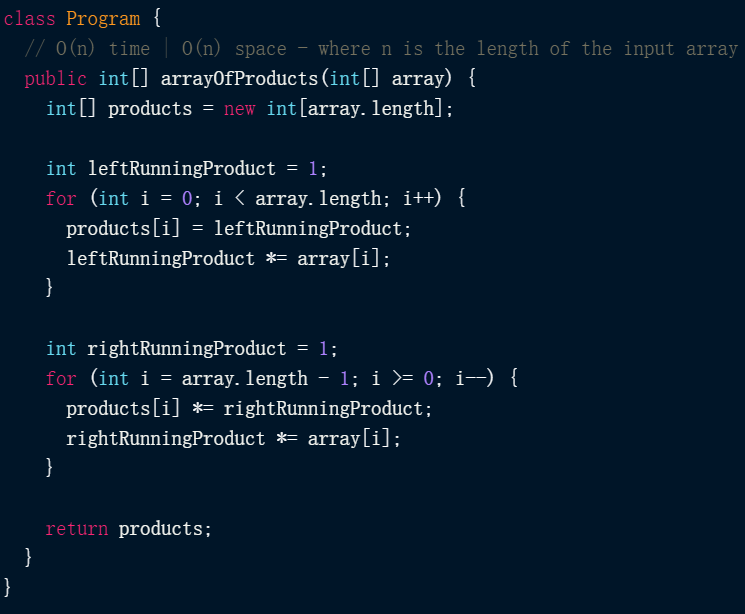 class Program {
  // O(n) time | O(n) space - where n is the length of the input array
  public int[] arrayOfProducts(int[] array) {
    int[] products = new int[array.length];
    int leftRunningProduct = 1;
    for (int i = 0; i < array.length; i++) {
      products[i] = leftRunningProduct;
      leftRunningProduct *= array[i];
    }
    int rightRunningProduct = 1;
    for (int i = array.length - 1; i >= 0; i--) {
      products[i] *= rightRunningProduct;
      rightRunningProduct *= array[i];
    }
    return products;
  }
}